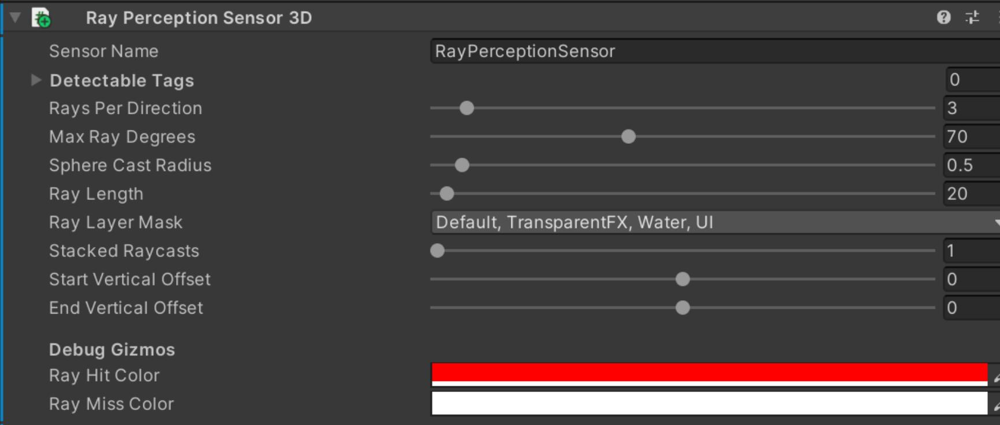 Ray Perception Sensor 3D
Sensor Name RayPerceptionSensor
Detectable Tags 0
Rays Per Direction 3
Max Ray Degrees 70
Sphere Cast Radius 0.5
Ray Length 20
Ray Layer Mask Default, TransparentFX, Water, UI
Stacked Raycasts 1
Start Vertical Offset 0
End Vertical Offset 0
Debug Gizmos
Ray Hit Color
Ray Miss Color